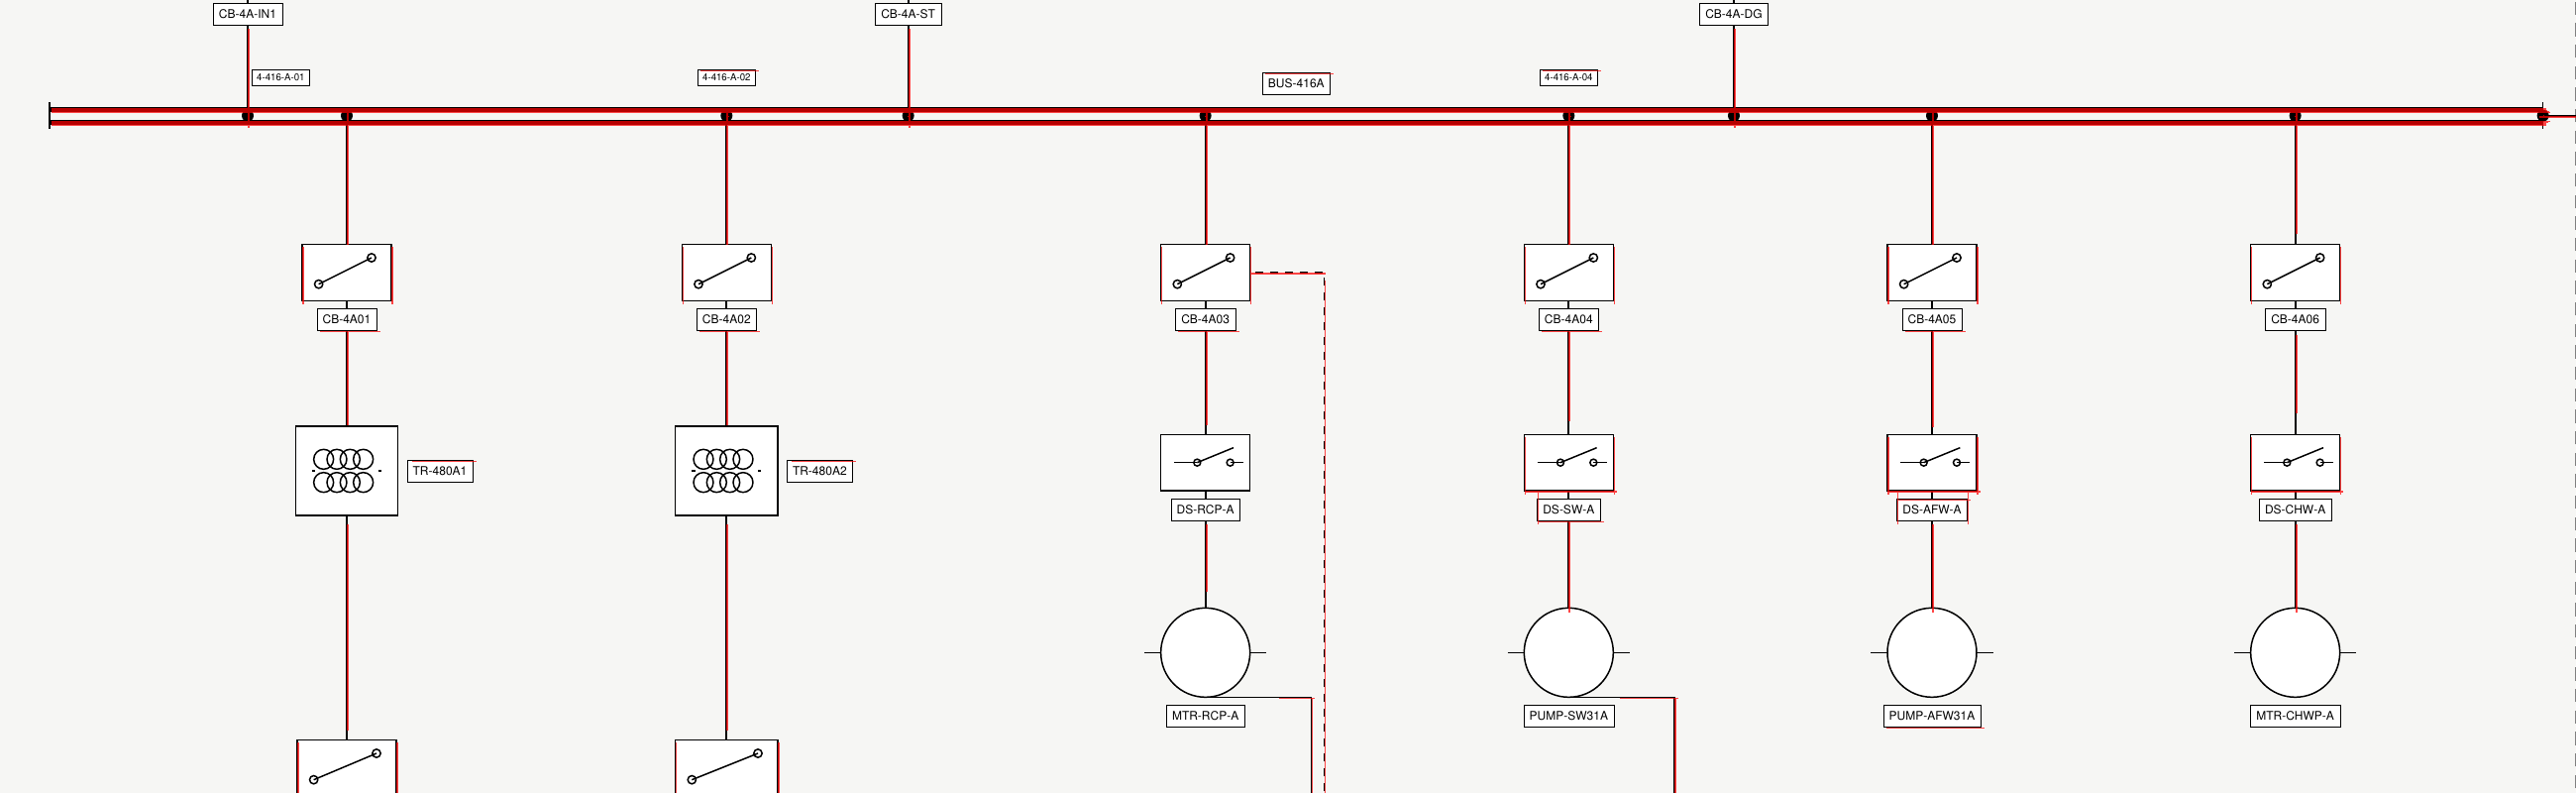 CB-4A-IN1
CB-4A-ST
CB-4A-DG
4-416-A-01
4-416-A-02
BUS-416A
4-416-A-04
CB-4A01
CB-4A02
CB-4A03
CB-4A04
CB-4A05
CB-4A06
TR-480A1
TR-480A2
DS-RCP-A
DS-SW-A
DS-AFW-A
DS-CHW-A
MTR-RCP-A
PUMP-SW31A
PUMP-AFW31A
MTR-CHWP-A